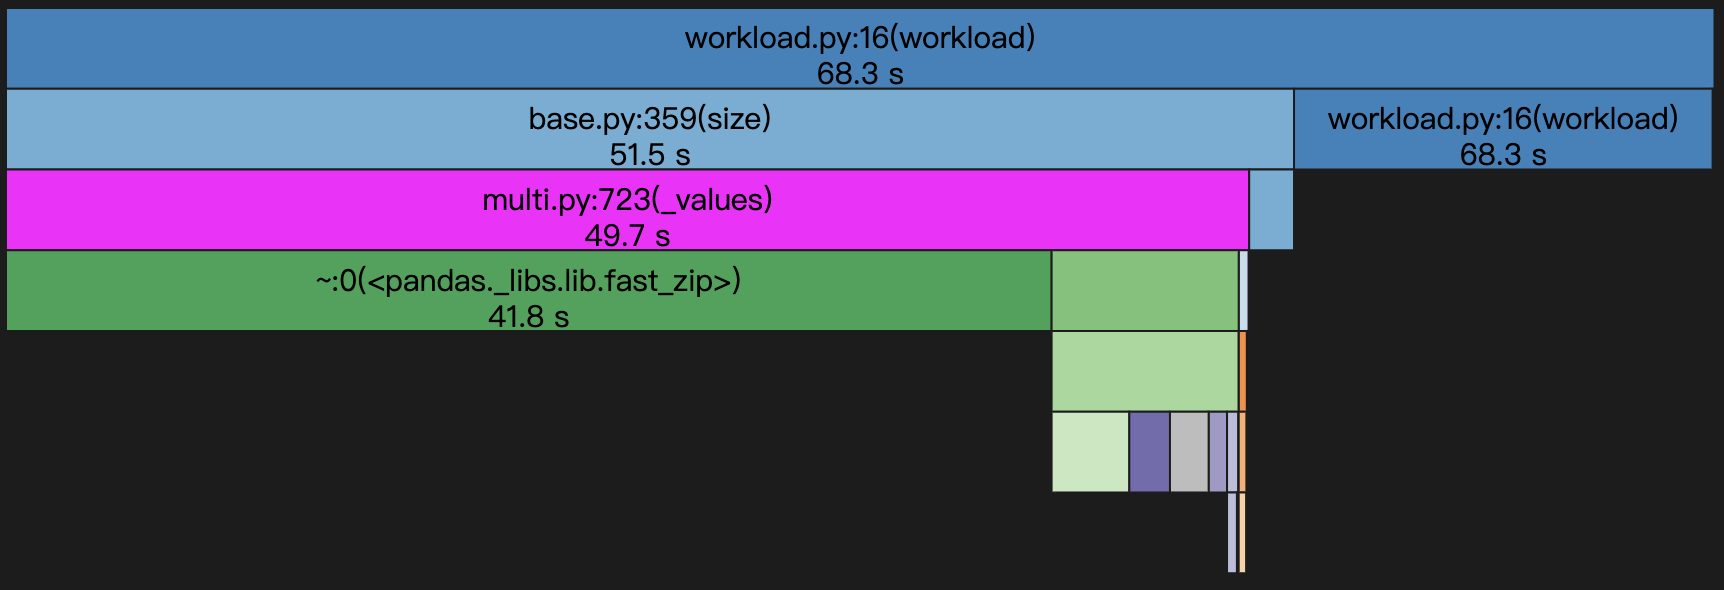 workload.py:16(workload)
68.3 s
base.py:359(size)
51.5 s
workload.py:16(workload)
68.3 s
multi.py:723(_values)
49.7 s
~:0(<pandas._libs.lib.fast_zip>)
41.8 s